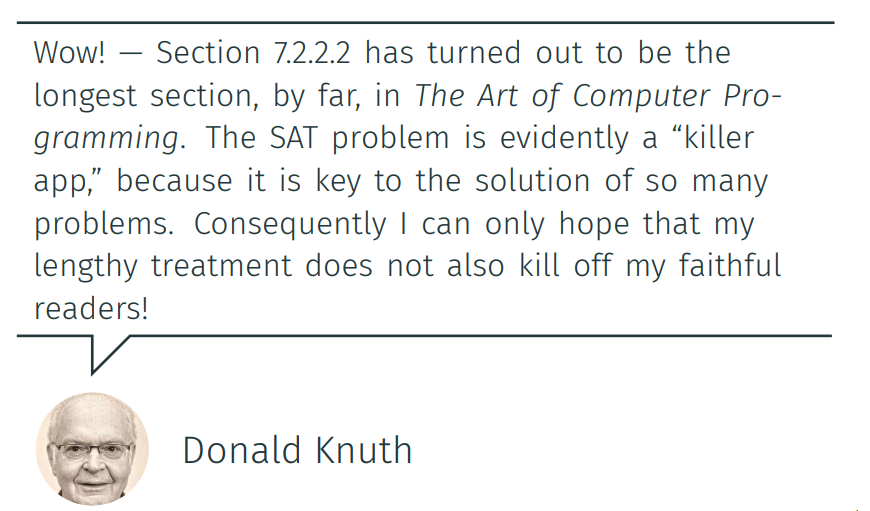 Wow! — Section 7.2.2.2 has turned out to be the
longest section, by far, in The Art of Computer Pro-
gramming. The SAT problem is evidently a “killer
app,” because it is key to the solution of so many
problems. Consequently I can only hope that my
lengthy treatment does not also kill off my faithful
readers!
Donald Knuth